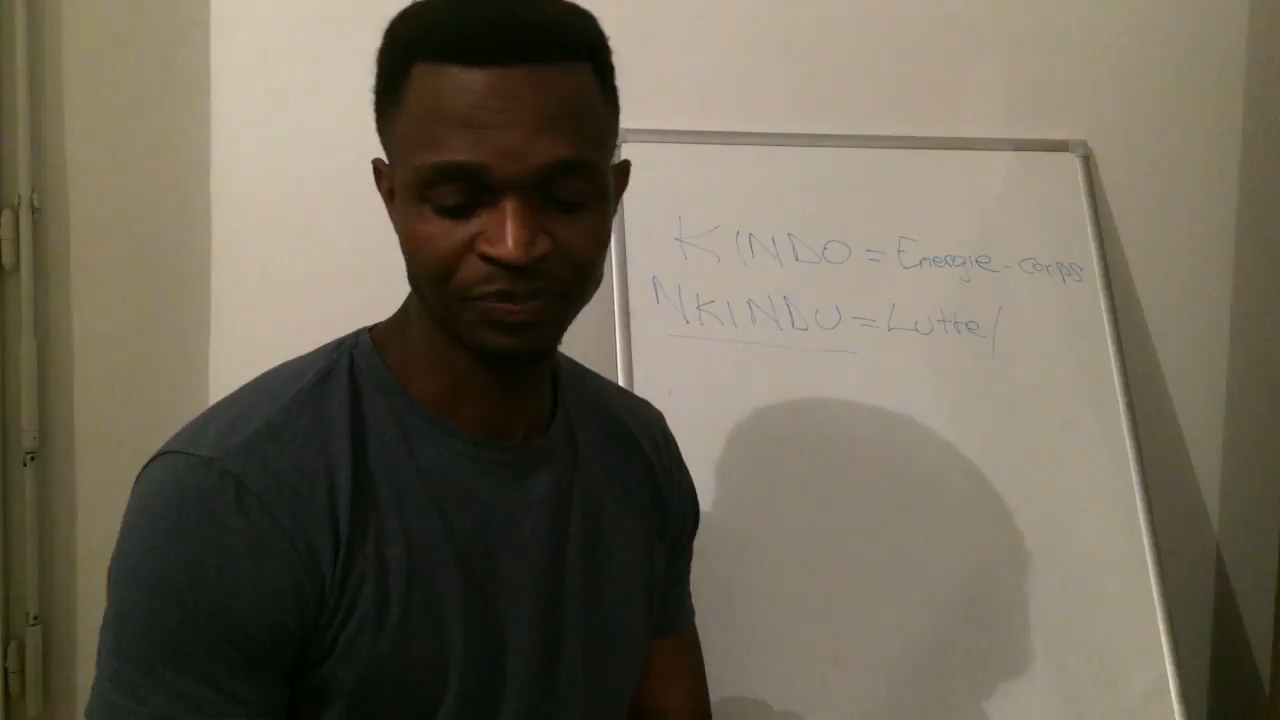 KINDO = Energie-corps
NKINDU = Lutte/